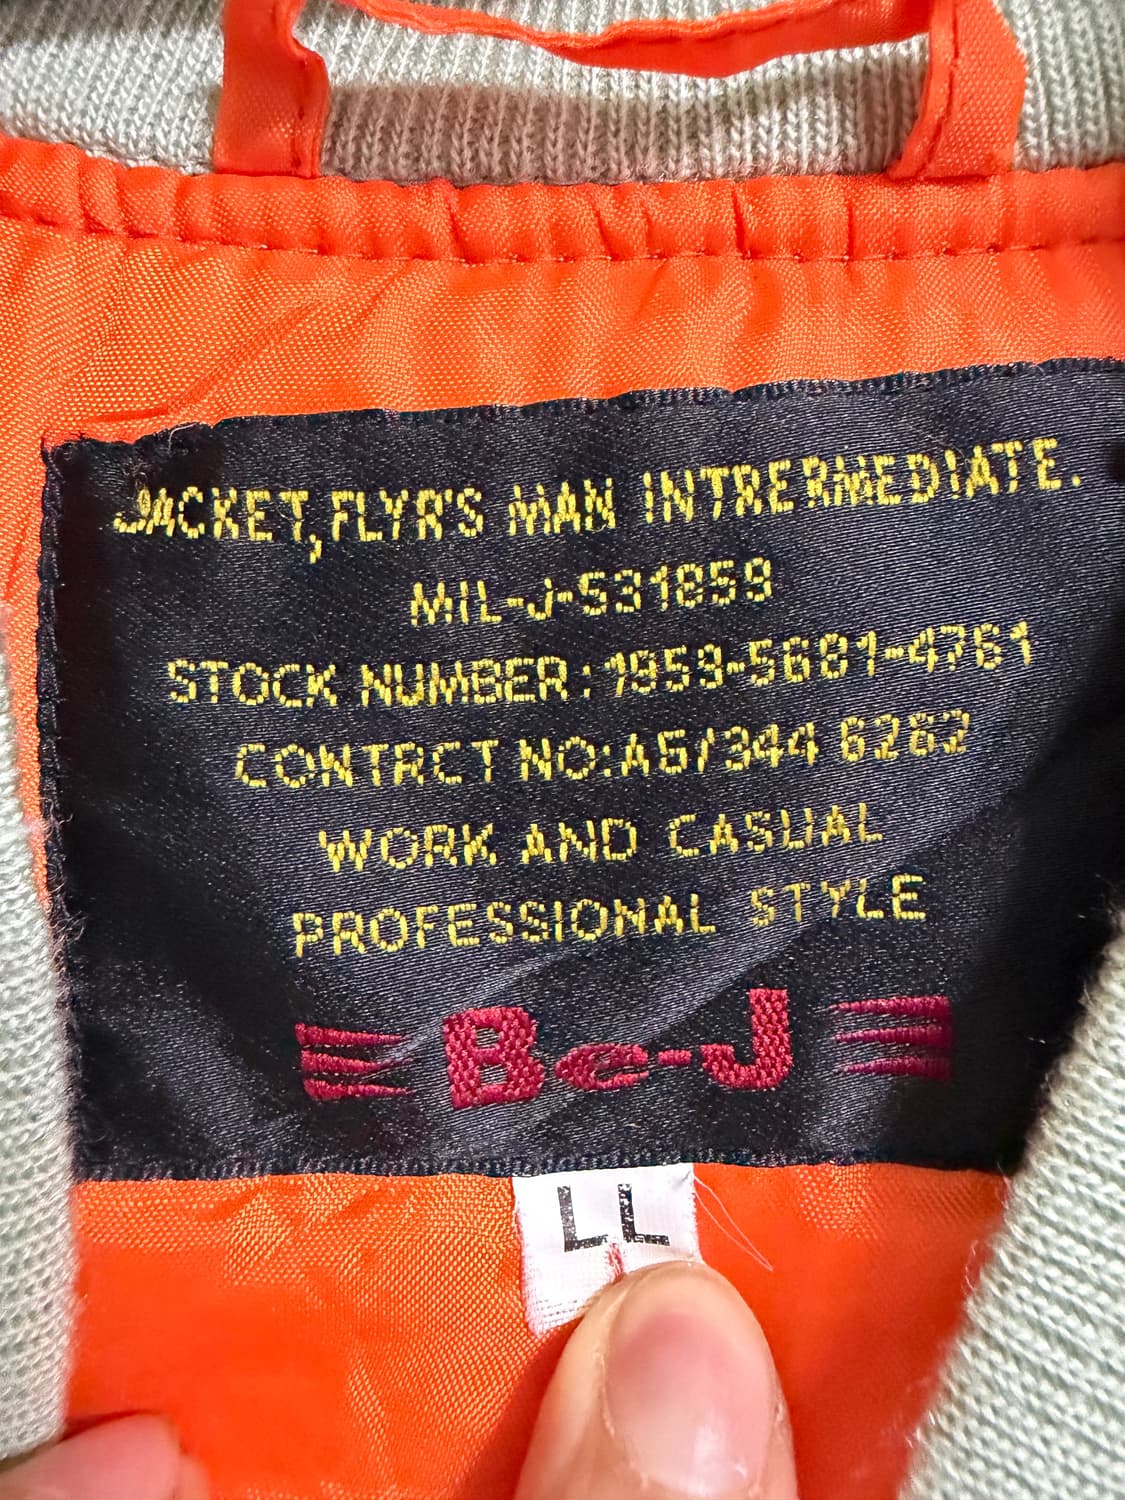 JACKET,FLYR'S MAN INTRERMEDIATE.
MIL-J-S31859
STOCK NUMBER:1959-5681-4761
CONTRCT NO:A5/344 6262
WORK AND CASUAL
PROFESSIONAL STYLE
Be-J
LL